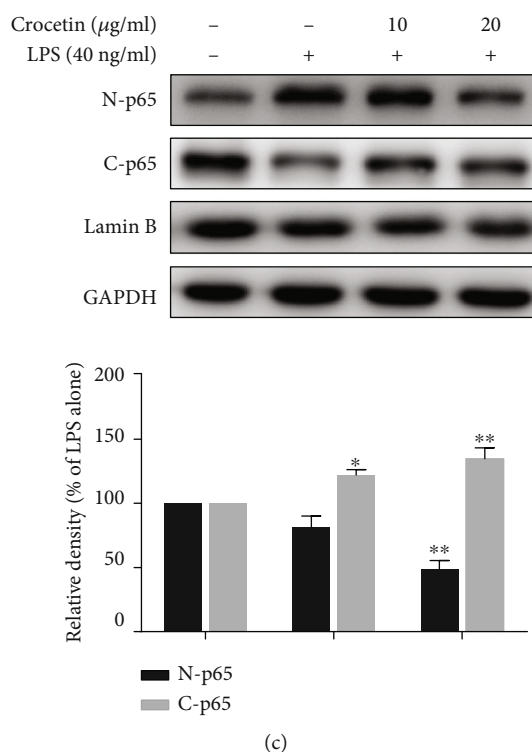 Crocetin (μg/ml) – – 10 20
LPS (40 ng/ml) – + + +
N-p65
C-p65
Lamin B
GAPDH
200
150
100
50
0
Relative density (% of LPS alone)
*
**
**
N-p65
C-p65
(c)